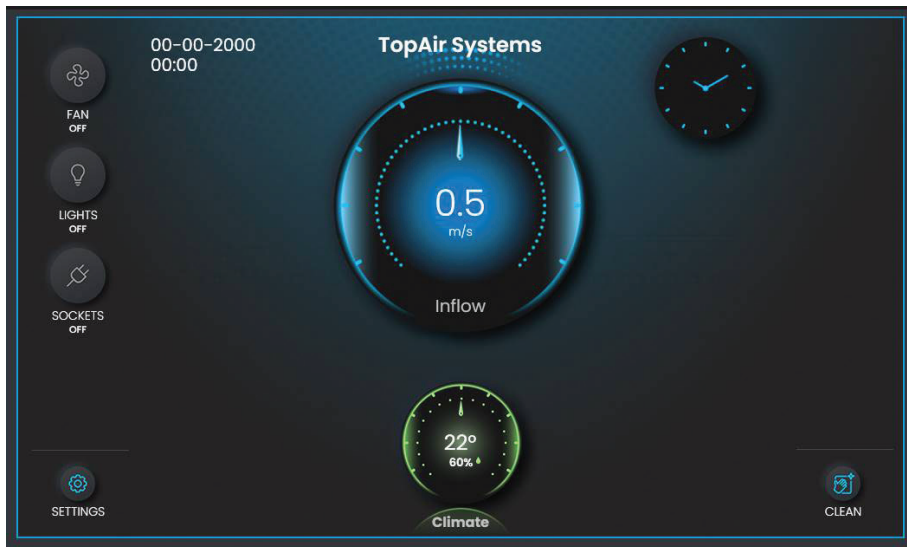 00-00-2000
00:00
TopAir Systems
FAN
OFF
LIGHTS
OFF
SOCKETS
OFF
0.5
m/s
Inflow
22°
60%
Climate
SETTINGS
CLEAN